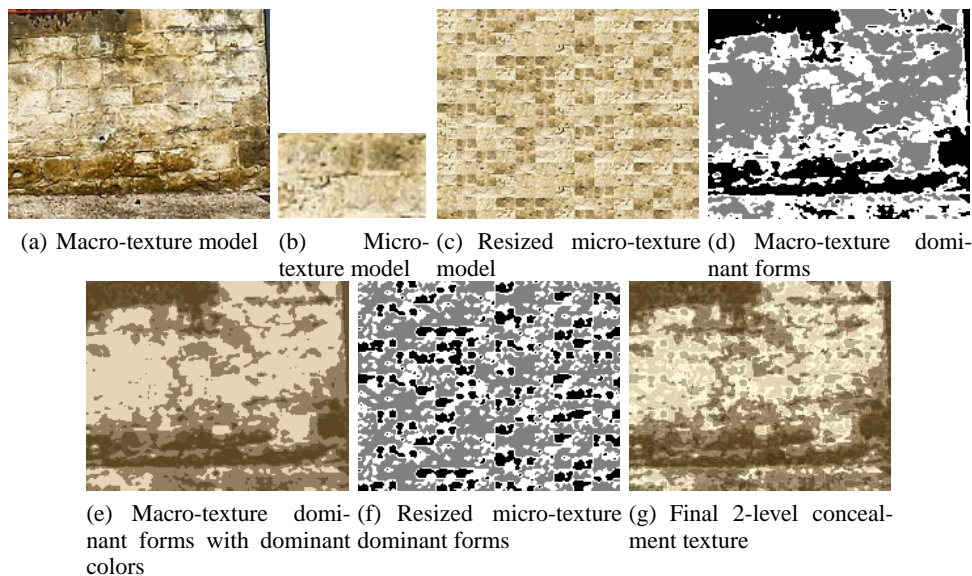 (a) Macro-texture model
(b) Micro-
texture model
(c) Resized micro-texture
model
(d) Macro-texture domi-
nant forms
(e) Macro-texture domi-
nant forms with dominant
colors
(f) Resized micro-texture
dominant forms
(g) Final 2-level conceal-
ment texture